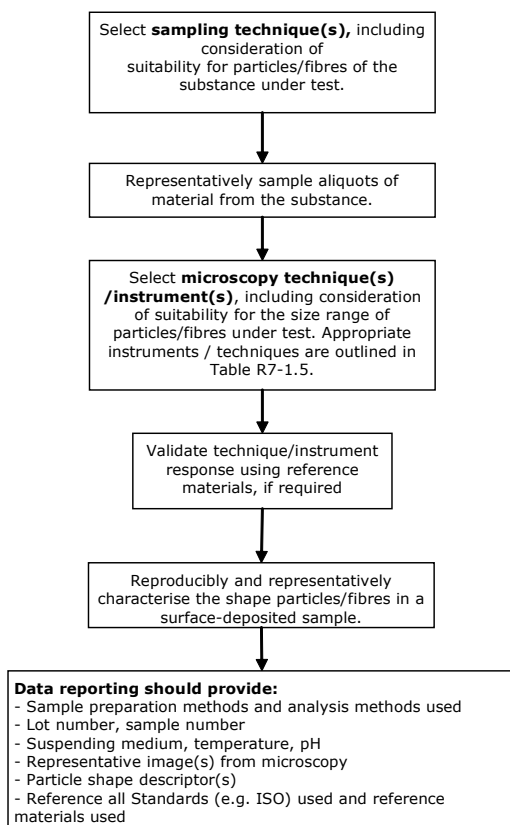 Select sampling technique(s), including
consideration of
suitability for particles/fibres of the
substance under test.
Representatively sample aliquots of
material from the substance.
Select microscopy technique(s)
/instrument(s), including consideration
of suitability for the size range of
particles/fibres under test. Appropriate
instruments / techniques are outlined in
Table R7-1.5.
Validate technique/instrument
response using reference
materials, if required
Reproducibly and representatively
characterise the shape particles/fibres in a
surface-deposited sample.
Data reporting should provide:
- Sample preparation methods and analysis methods used
- Lot number, sample number
- Suspending medium, temperature, pH
- Representative image(s) from microscopy
- Particle shape descriptor(s)
- Reference all Standards (e.g. ISO) used and reference
materials used